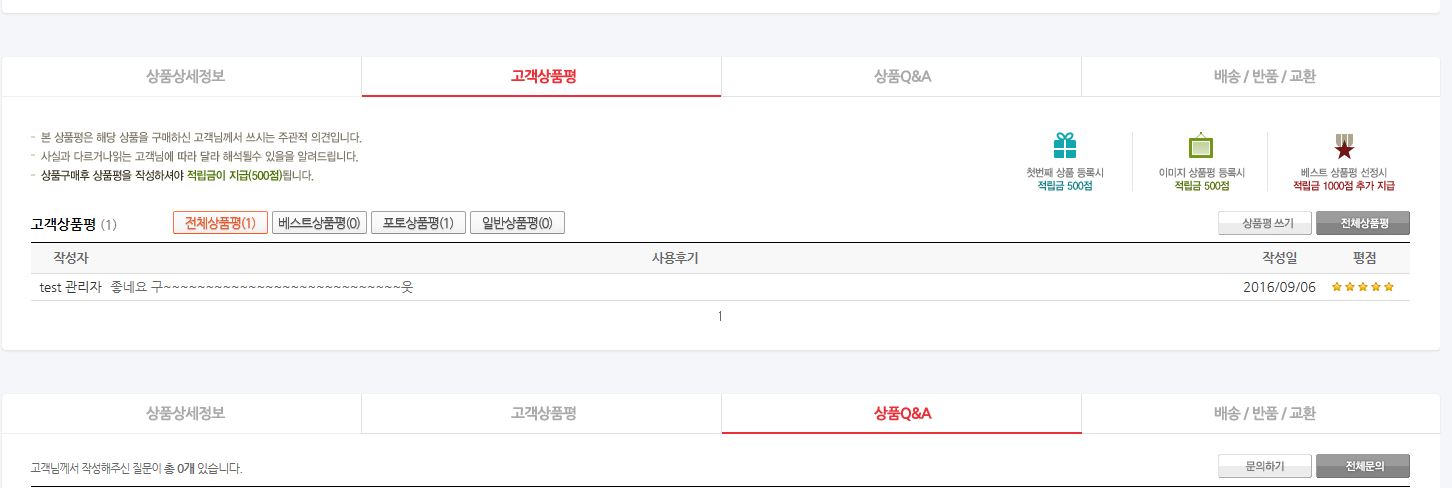 상품상세정보 고객상품평 상품Q&A 배송 / 반품 / 교환
- 본 상품평은 해당 상품을 구매하신 고객님께서 쓰시는 주관적 의견입니다.
- 사실과 다르거나읽는 고객님에 따라 달라 해석될수 있을을 알려드립니다.
- 상품구매후 상품평을 작성하셔야 적립금이 지급(500점)됩니다.
첫번째 상품 등록시
적립금 500점
이미지 상품평 등록시
적립금 500점
베스트 상품평 선정시
적립금 1000점 추가 지급
고객상품평 (1) 전체상품평(1) 베스트상품평(0) 포토상품평(1) 일반상품평(0) 상품평 쓰기 전체상품평
작성자 사용후기 작성일 평점
test 관리자 좋네요 구~~~~~~~~~~~~~~~~~~~~~~~~~~~~웃 2016/09/06
1
상품상세정보 고객상품평 상품Q&A 배송 / 반품 / 교환
고객님께서 작성해주신 질문이 총 0개 있습니다. 문의하기 전체문의